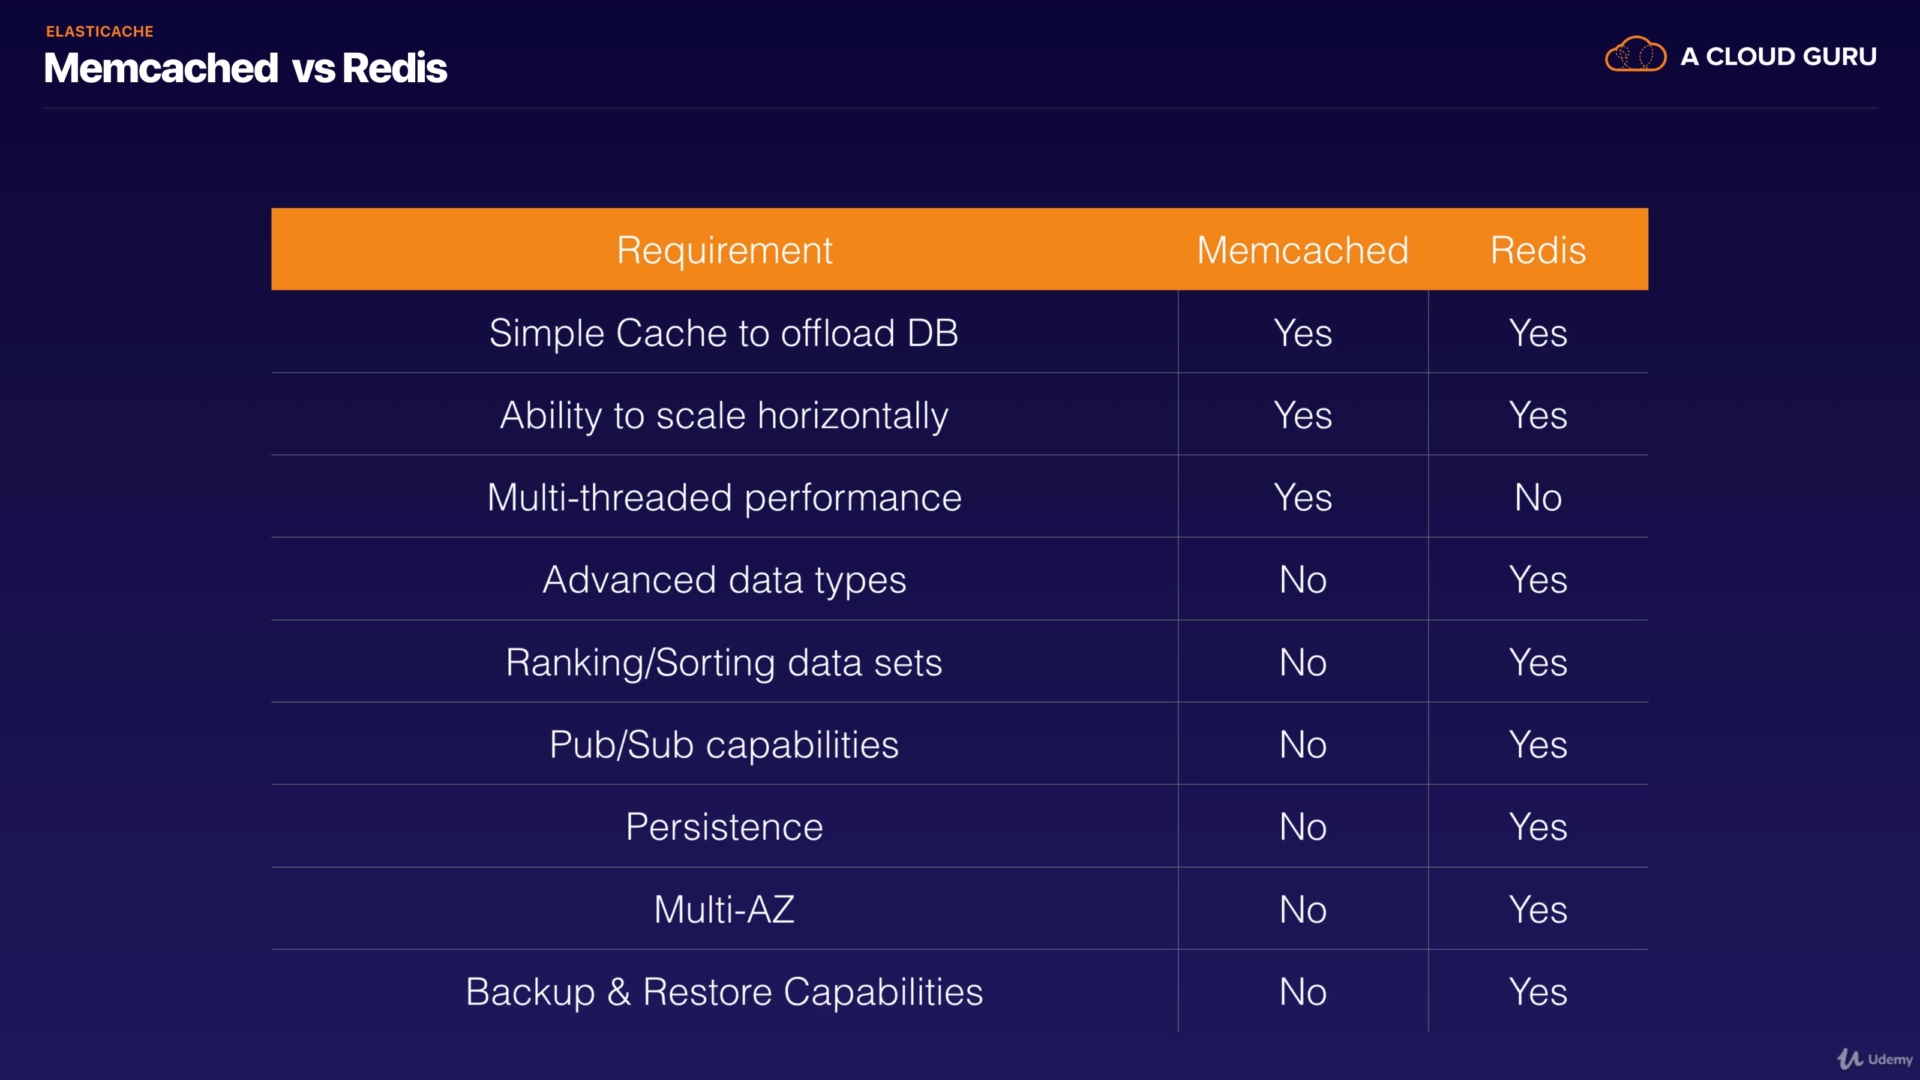 ELASTICACHE
Memcached vs Redis
A CLOUD GURU
Requirement Memcached Redis
Simple Cache to offload DB Yes Yes
Ability to scale horizontally Yes Yes
Multi-threaded performance Yes No
Advanced data types No Yes
Ranking/Sorting data sets No Yes
Pub/Sub capabilities No Yes
Persistence No Yes
Multi-AZ No Yes
Backup & Restore Capabilities No Yes
Udemy